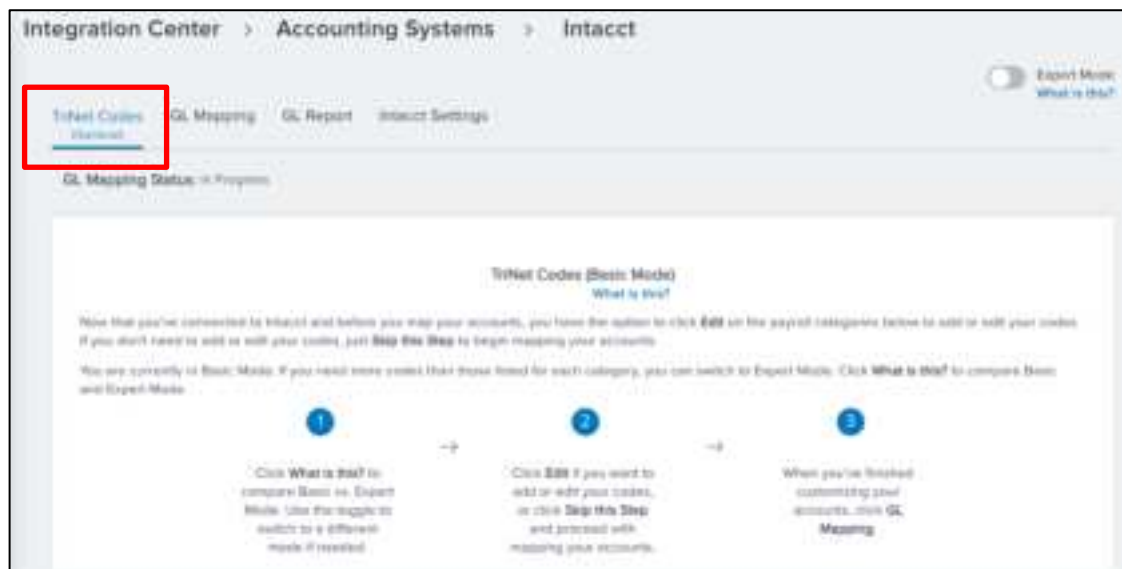 Integration Center > Accounting Systems > Intacct
Expert Mode
What is this?
TriNet Codes GL Mapping GL Report Intacct Settings
(Optional)
GL Mapping Status: In Progress
TriNet Codes (Basic Mode)
What is this?
Now that you've connected to Intacct and before you map your accounts, you have the option to click Edit on the payroll categories below to add or edit your codes.
If you don't need to add or edit your codes, just Skip this Step to begin mapping your accounts.
You are currently in Basic Mode. If you need more codes than those listed for each category, you can switch to Expert Mode. Click What is this? to compare Basic
and Expert Mode.
1 → 2 → 3
Click What is this? to
compare Basic vs. Expert
Mode. Use the toggle to
switch to a different
mode if needed.
Click Edit if you want to
add or edit your codes,
or click Skip this Step
and proceed with
mapping your accounts.
When you've finished
customizing your
accounts, click GL
Mapping